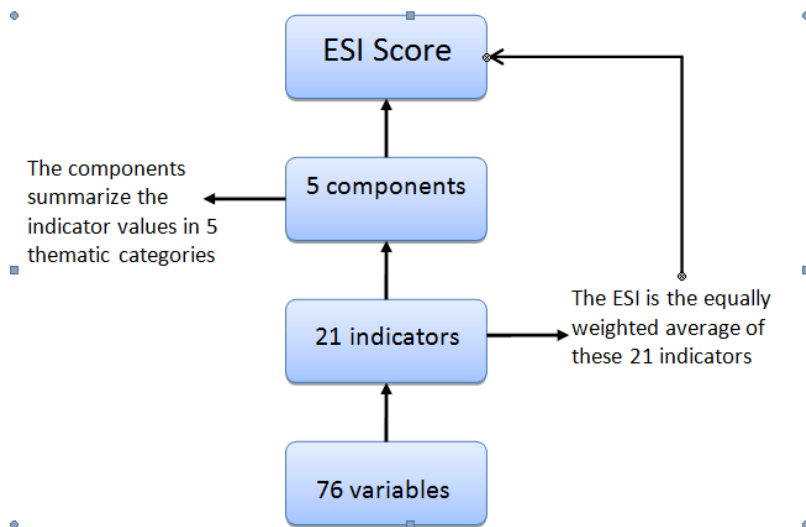 ESI Score
The components
summarize the
indicator values in 5
thematic categories
5 components
21 indicators
The ESI is the equally
weighted average of
these 21 indicators
76 variables